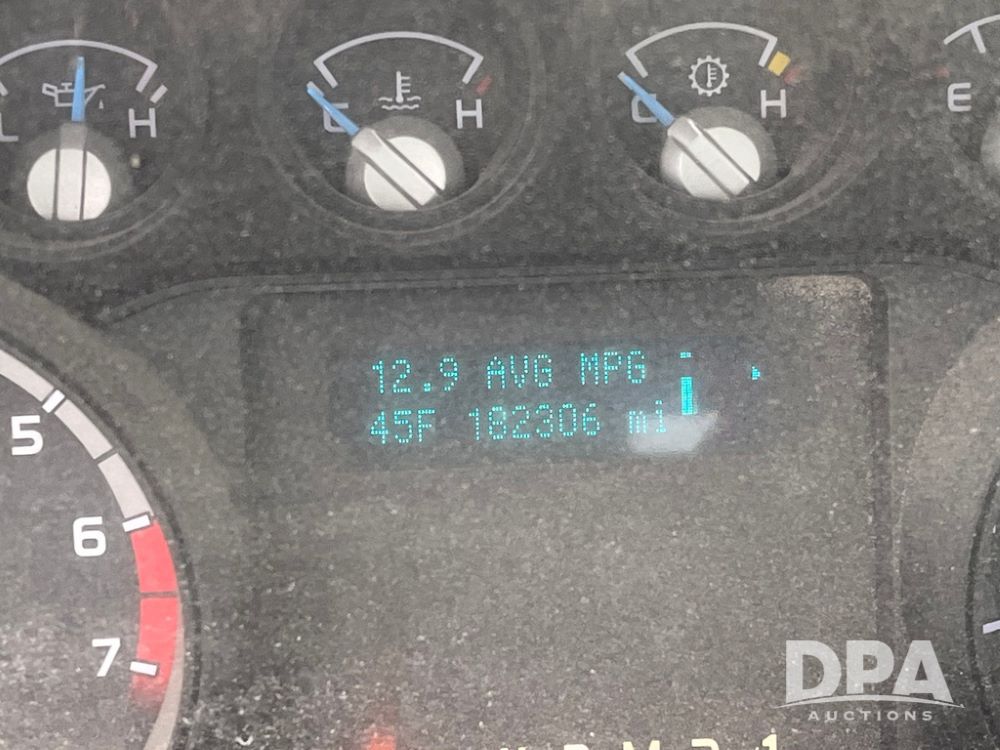 L H
C H
C H
E
12.9 AVG MPG
45F 182306 mi
5
6
7
DPA
AUCTIONS